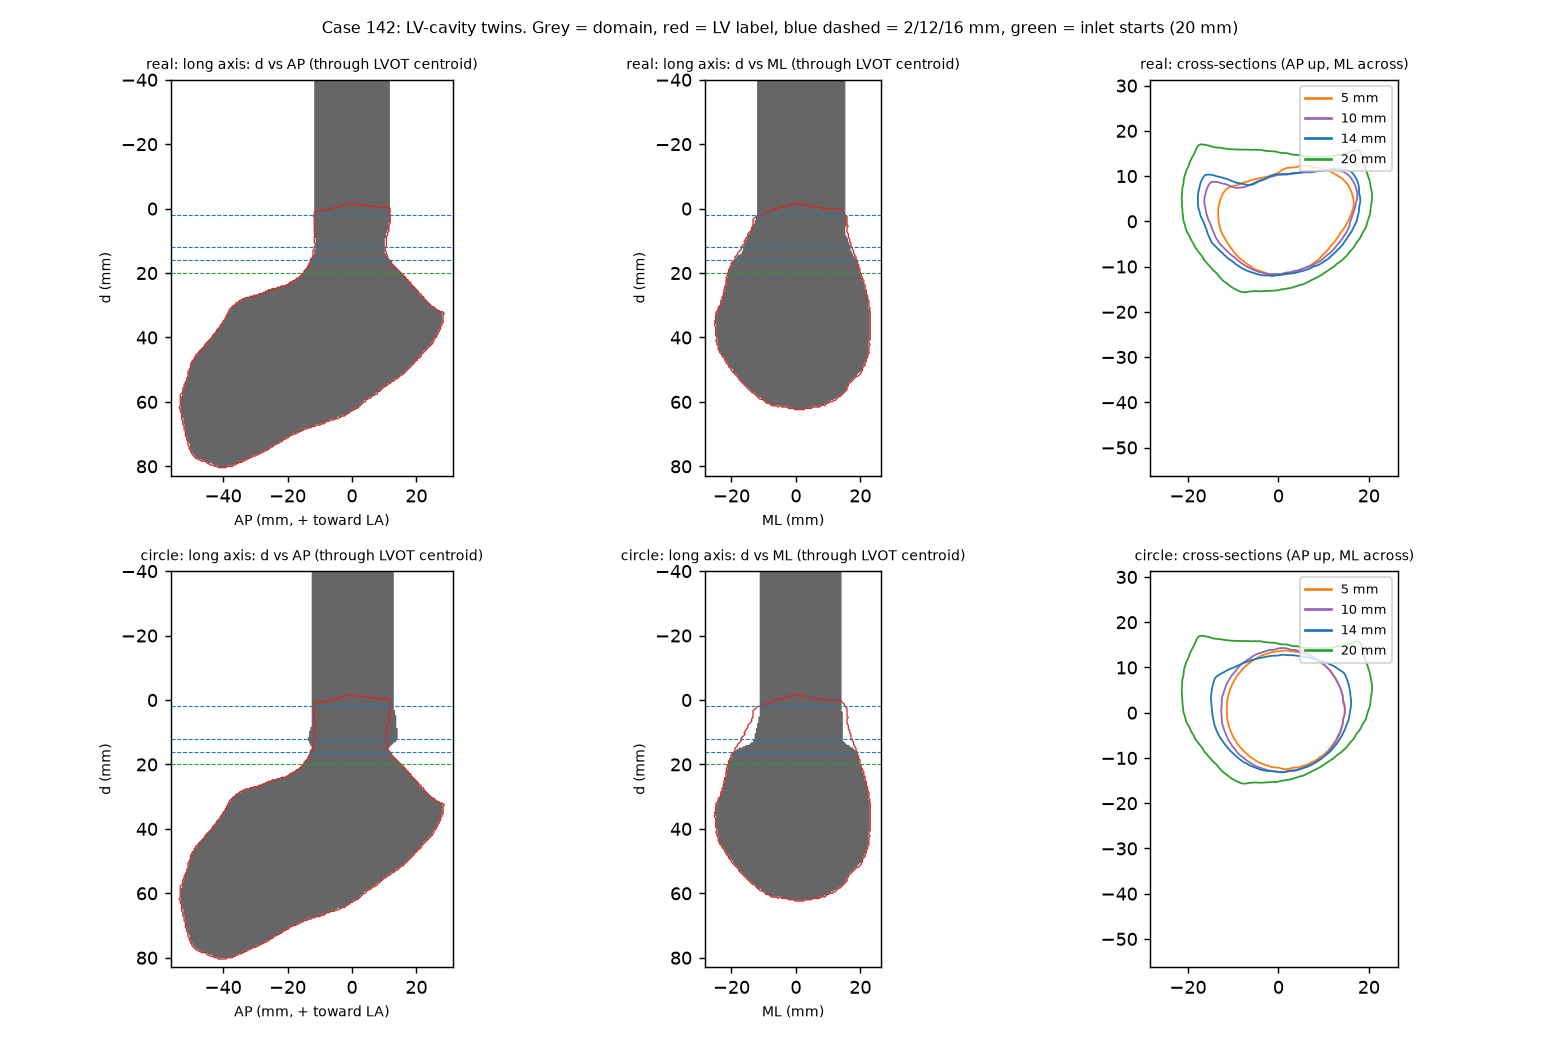 Case 142: LV-cavity twins. Grey = domain, red = LV label, blue dashed = 2/12/16 mm, green = inlet starts (20 mm)
real: long axis: d vs AP (through LVOT centroid)
−40
−20
0
20
40
60
80
d (mm)
−40 −20 0 20
AP (mm, + toward LA)
real: long axis: d vs ML (through LVOT centroid)
−40
−20
0
20
40
60
80
d (mm)
−20 0 20
ML (mm)
real: cross-sections (AP up, ML across)
30
20
10
0
−10
−20
−30
−40
−50
−20 0 20
5 mm
10 mm
14 mm
20 mm
circle: long axis: d vs AP (through LVOT centroid)
−40
−20
0
20
40
60
80
d (mm)
−40 −20 0 20
AP (mm, + toward LA)
circle: long axis: d vs ML (through LVOT centroid)
−40
−20
0
20
40
60
80
d (mm)
−20 0 20
ML (mm)
circle: cross-sections (AP up, ML across)
30
20
10
0
−10
−20
−30
−40
−50
−20 0 20
5 mm
10 mm
14 mm
20 mm